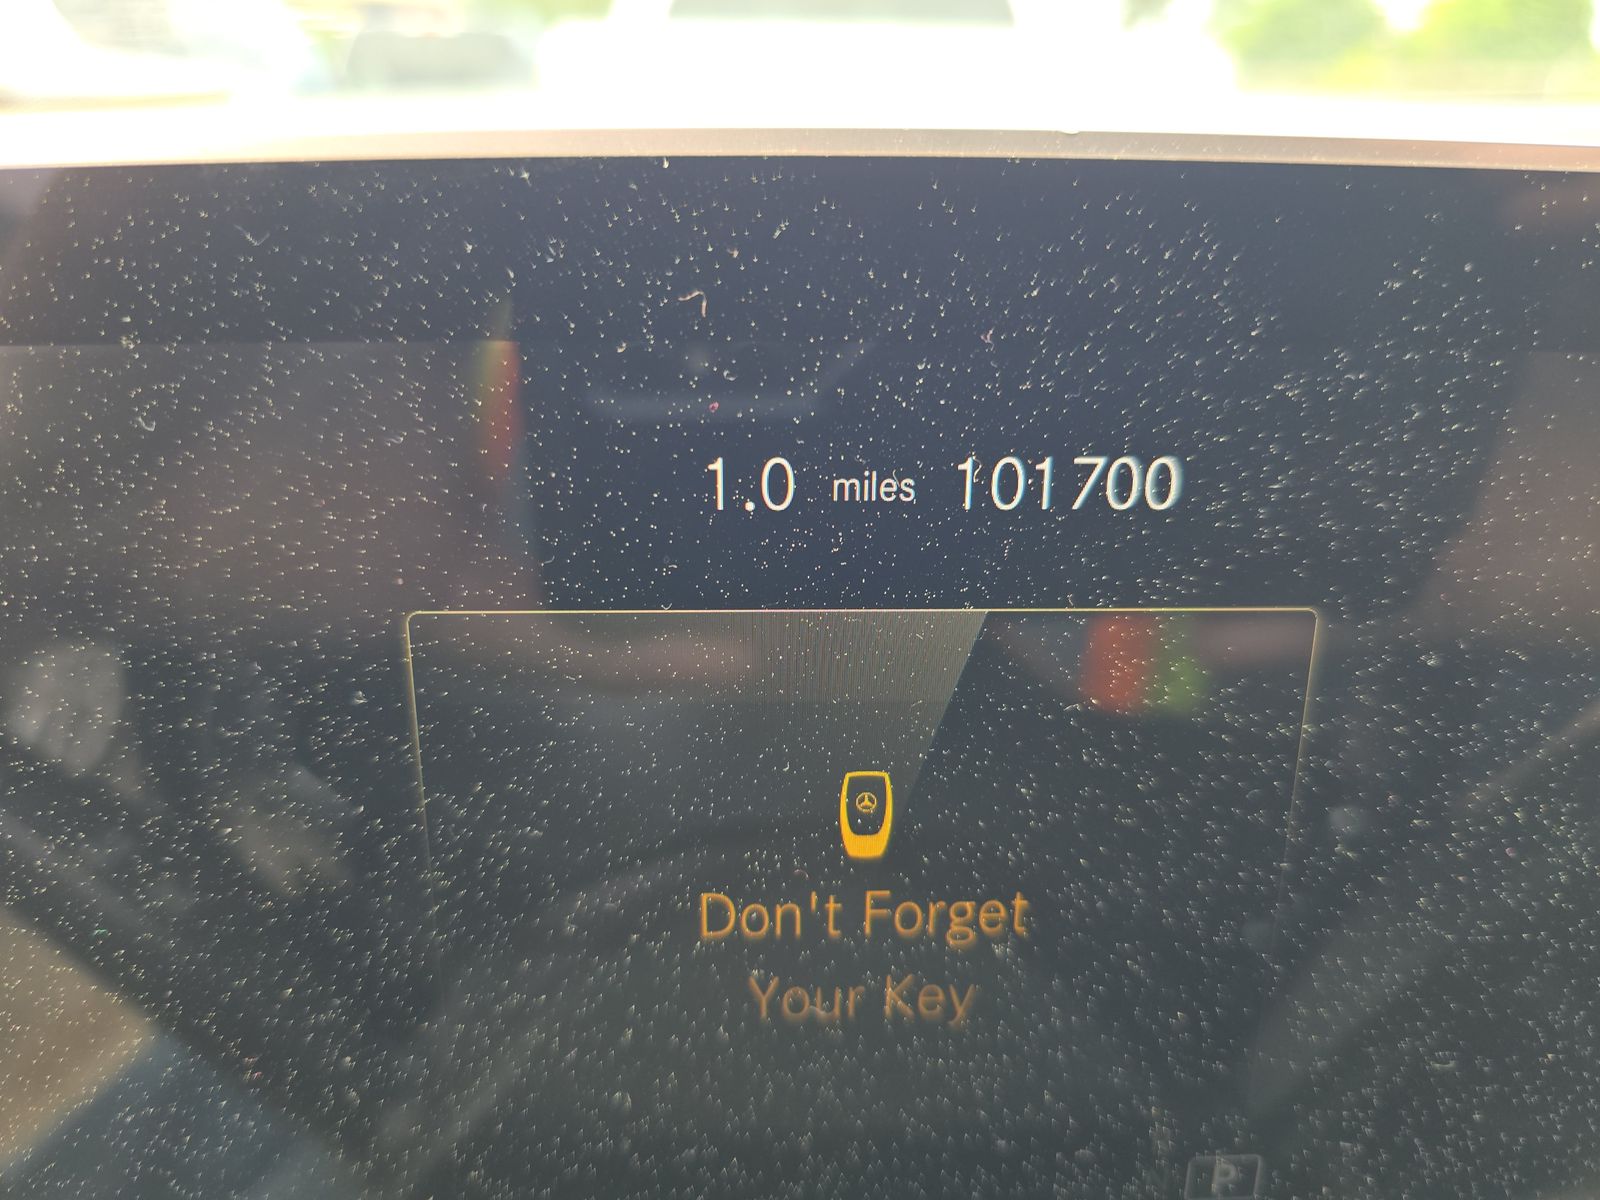 1.0 miles 101700
Don't Forget
Your Key
P